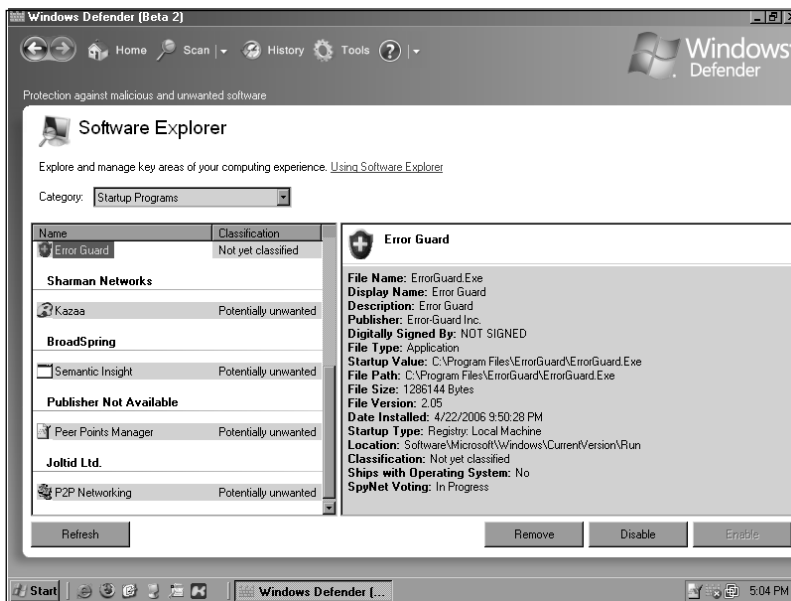 Windows Defender (Beta 2)
Home Scan History Tools ?
Windows
Defender
Protection against malicious and unwanted software
Software Explorer
Explore and manage key areas of your computing experience. Using Software Explorer
Category: Startup Programs
Name Classification
Error Guard Not yet classified
Sharman Networks
Kazaa Potentially unwanted
BroadSpring
Semantic Insight Potentially unwanted
Publisher Not Available
Peer Points Manager Potentially unwanted
Joltid Ltd.
P2P Networking Potentially unwanted
Error Guard
File Name: ErrorGuard.Exe
Display Name: Error Guard
Description: Error Guard
Publisher: Error-Guard Inc.
Digitally Signed By: NOT SIGNED
File Type: Application
Startup Value: C:\Program Files\ErrorGuard\ErrorGuard.Exe
File Path: C:\Program Files\ErrorGuard\ErrorGuard.Exe
File Size: 1286144 Bytes
File Version: 2.05
Date Installed: 4/22/2006 9:50:28 PM
Startup Type: Registry: Local Machine
Location: Software\Microsoft\Windows\CurrentVersion\Run
Classification: Not yet classified
Ships with Operating System: No
SpyNet Voting: In Progress
Refresh Remove Disable Enable
Start Windows Defender (... 5:04 PM